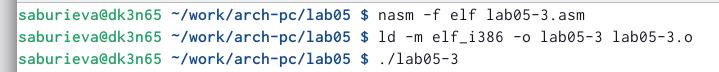 saburieva@dk3n65 ~/work/arch-pc/lab05 $ nasm -f elf lab05-3.asm
saburieva@dk3n65 ~/work/arch-pc/lab05 $ ld -m elf_i386 -o lab05-3 lab05-3.o
saburieva@dk3n65 ~/work/arch-pc/lab05 $ ./lab05-3